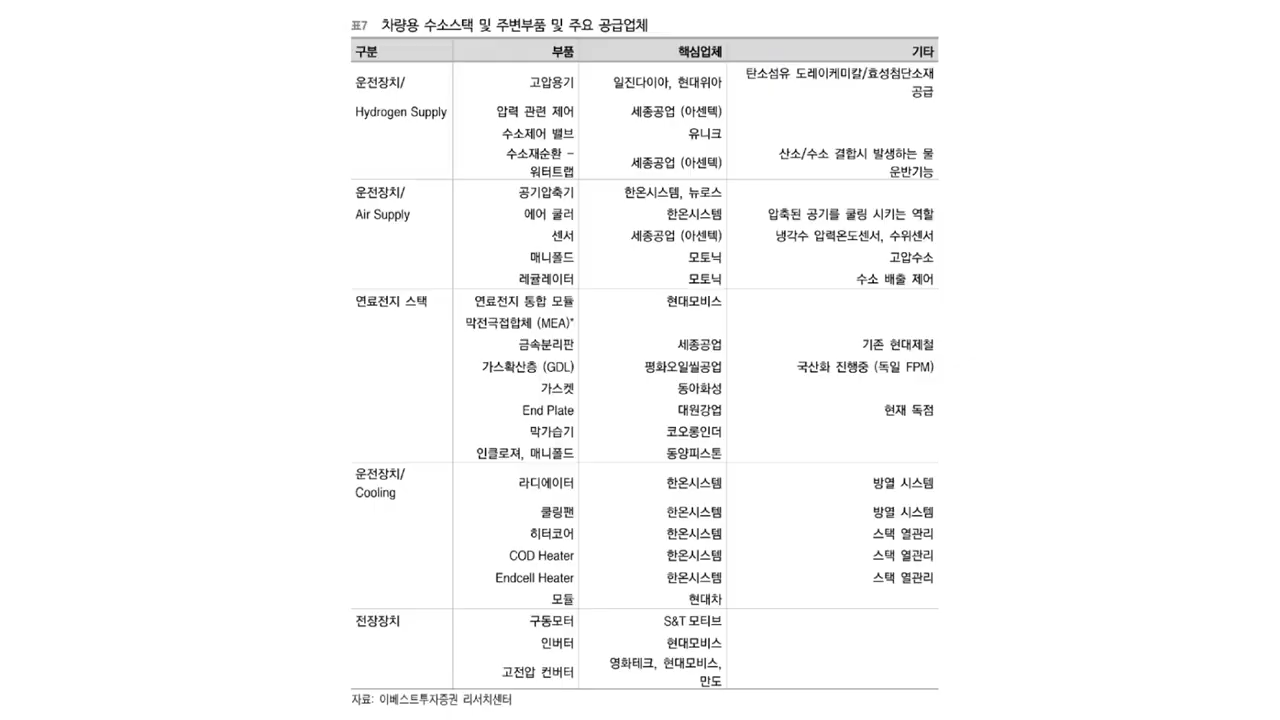 표7 차량용 수소스택 및 주변부품 및 주요 공급업체
구분 부품 핵심업체 기타
운전장치/ 고압용기 일진다이아, 현대위아 탄소섬유 도레이케미칼/효성첨단소재
공급
Hydrogen Supply 압력 관련 제어 세종공업 (아센텍)
수소제어 밸브 유니크
수소재순환 –
워터트랩 세종공업 (아센텍) 산소/수소 결합시 발생하는 물
운반기능
운전장치/ 공기압축기 한온시스템, 뉴로스
Air Supply 에어 쿨러 한온시스템 압축된 공기를 쿨링 시키는 역할
센서 세종공업 (아센텍) 냉각수 압력온도센서, 수위센서
매니폴드 모토닉 고압수소
레귤레이터 모토닉 수소 배출 제어
연료전지 스택 연료전지 통합 모듈 현대모비스
막전극접합체 (MEA)*
금속분리판 세종공업 기존 현대제철
가스확산층 (GDL) 평화오일씰공업 국산화 진행중 (독일 FPM)
가스켓 동아화성
End Plate 대원강업 현재 독점
막가습기 코오롱인더
인클로져, 매니폴드 동양피스톤
운전장치/
Cooling 라디에이터 한온시스템 방열 시스템
쿨링팬 한온시스템 방열 시스템
히터코어 한온시스템 스택 열관리
COD Heater 한온시스템 스택 열관리
Endcell Heater 한온시스템 스택 열관리
모듈 현대차
전장장치 구동모터 S&T 모티브
인버터 현대모비스
고전압 컨버터 영화테크, 현대모비스,
만도
자료: 이베스트투자증권 리서치센터